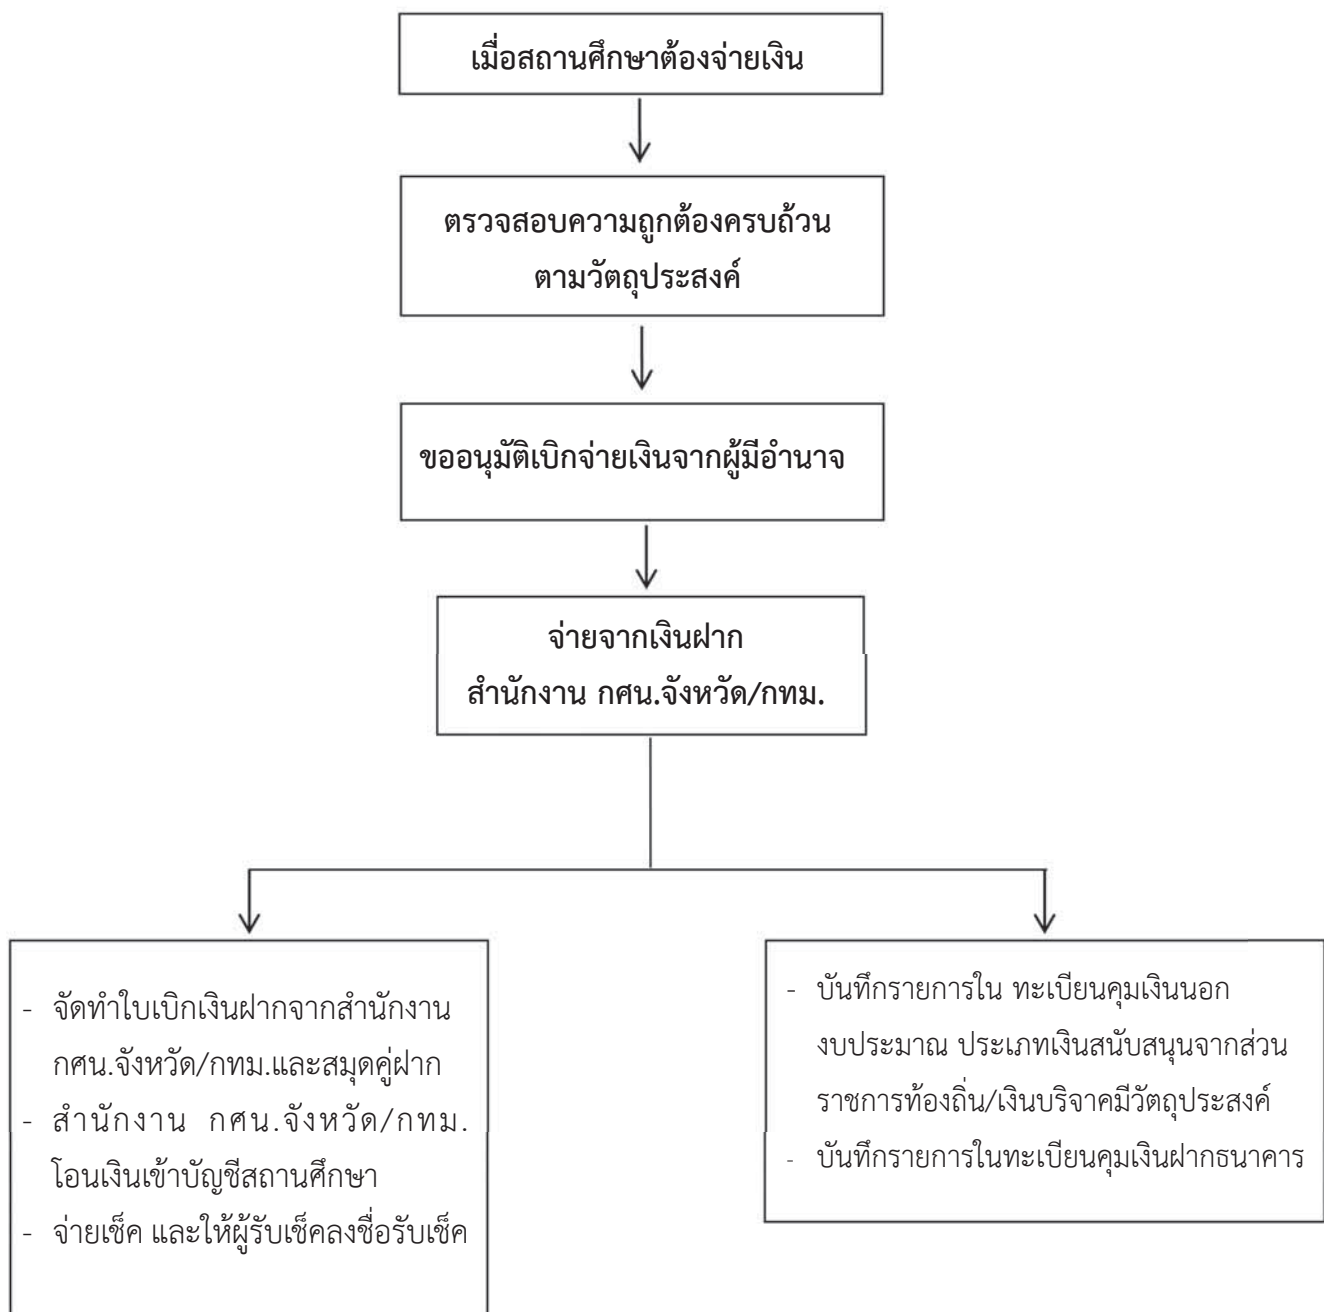 เมื่อสถานศึกษาต้องจ่ายเงิน
ตรวจสอบความถูกต้องครบถ้วน
ตามวัตถุประสงค์
ขออนุมัติเบิกจ่ายเงินจากผู้มีอำนาจ
จ่ายจากเงินฝาก
สำนักงาน กศน.จังหวัด/กทม.
- จัดทำใบเบิกเงินฝากจากสำนักงาน
กศน.จังหวัด/กทม.และสมุดคู่ฝาก
- สำนักงาน กศน.จังหวัด/กทม.
โอนเงินเข้าบัญชีสถานศึกษา
- จ่ายเช็ค และให้ผู้รับเช็คลงชื่อรับเช็ค
- บันทึกรายการใน ทะเบียนคุมเงินนอก
งบประมาณ ประเภทเงินสนับสนุนจากส่วน
ราชการท้องถิ่น/เงินบริจาคมีวัตถุประสงค์
- บันทึกรายการในทะเบียนคุมเงินฝากธนาคาร